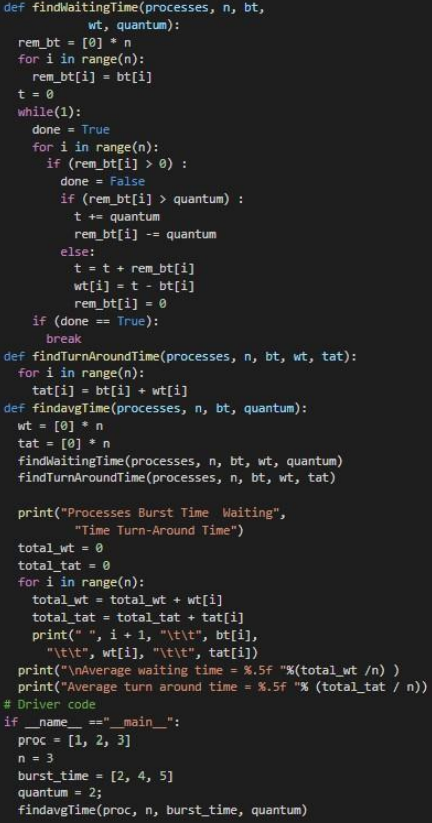 def findWaitingTime(processes, n, bt,
            wt, quantum):
  rem_bt = [0] * n
  for i in range(n):
    rem_bt[i] = bt[i]
  t = 0
  while(1):
    done = True
    for i in range(n):
      if (rem_bt[i] > 0) :
        done = False
        if (rem_bt[i] > quantum) :
          t += quantum
          rem_bt[i] -= quantum
        else:
          t = t + rem_bt[i]
          wt[i] = t - bt[i]
          rem_bt[i] = 0
    if (done == True):
      break
def findTurnAroundTime(processes, n, bt, wt, tat):
  for i in range(n):
    tat[i] = bt[i] + wt[i]
def findavgTime(processes, n, bt, quantum):
  wt = [0] * n
  tat = [0] * n
  findWaitingTime(processes, n, bt, wt, quantum)
  findTurnAroundTime(processes, n, bt, wt, tat)

  print("Processes Burst Time  Waiting",
          "Time Turn-Around Time")
  total_wt = 0
  total_tat = 0
  for i in range(n):
    total_wt = total_wt + wt[i]
    total_tat = total_tat + tat[i]
    print(" ", i + 1, "\t\t", bt[i],
      "\t\t", wt[i], "\t\t", tat[i])
  print("\nAverage waiting time = %.5f "%(total_wt /n) )
  print("Average turn around time = %.5f "% (total_tat / n))
# Driver code
if __name__ =="__main__":
  proc = [1, 2, 3]
  n = 3
  burst_time = [2, 4, 5]
  quantum = 2;
  findavgTime(proc, n, burst_time, quantum)